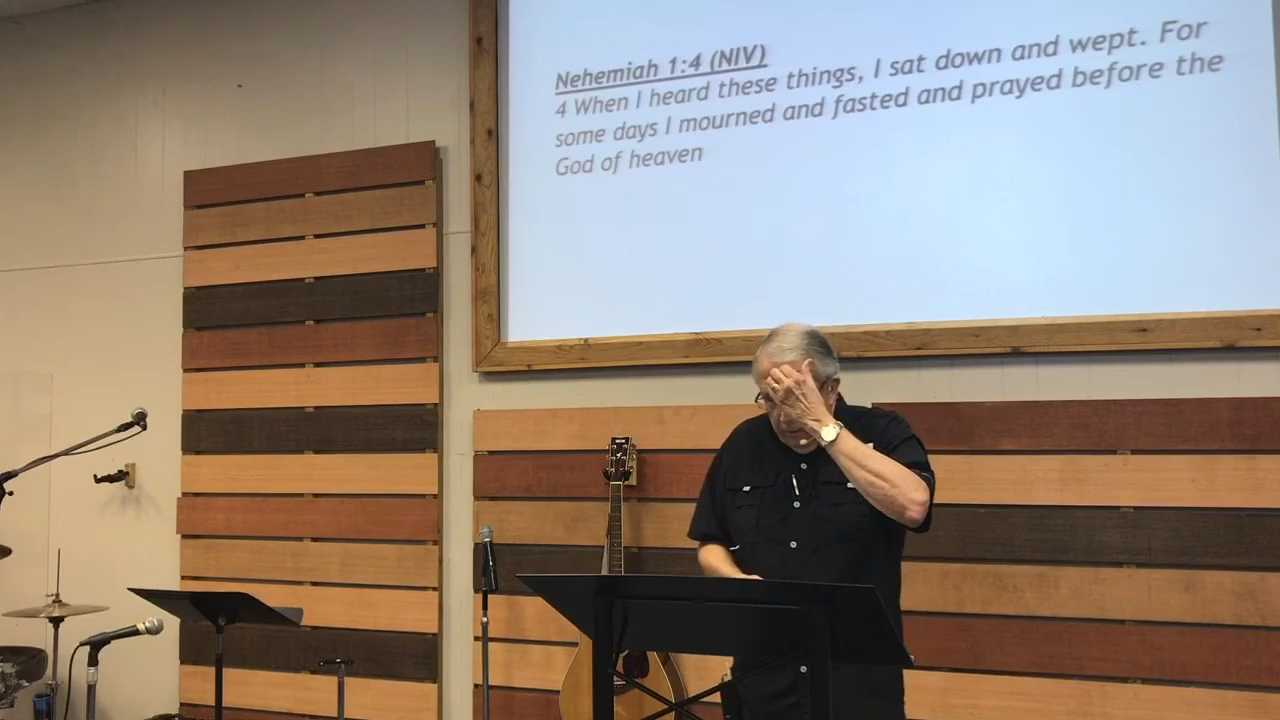 Nehemiah 1:4 (NIV)
4 When I heard these things, I sat down and wept. For
some days I mourned and fasted and prayed before the
God of heaven